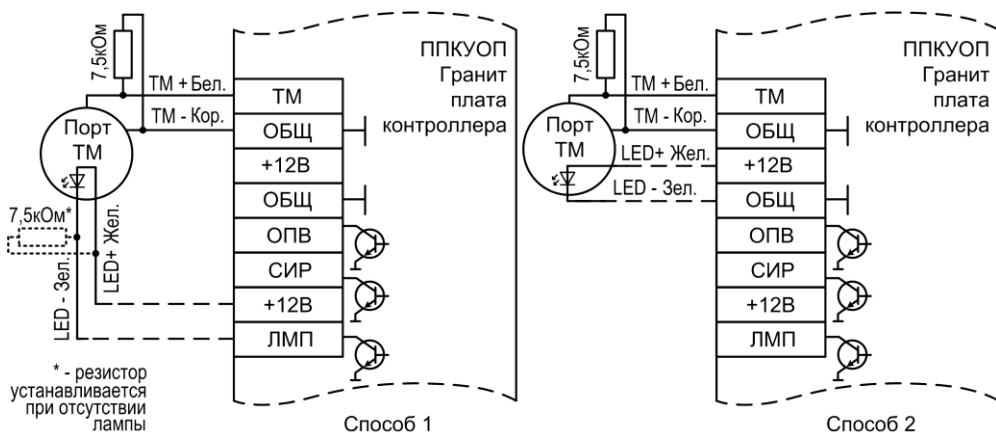 7,5кОм
ТМ + Бел.
ТМ - Кор.
Порт
ТМ
7,5кОм*
LED - Зел.
LED+ Жел.
* - резистор
устанавливается
при отсутствии
лампы
ППКУОП
Гранит
плата
контроллера
ТМ
ОБЩ
+12В
ОБЩ
ОПВ
СИР
+12В
ЛМП
Способ 1
7,5кОм
ТМ + Бел.
ТМ - Кор.
Порт
ТМ
LED+ Жел.
LED - Зел.
ППКУОП
Гранит
плата
контроллера
ТМ
ОБЩ
+12В
ОБЩ
ОПВ
СИР
+12В
ЛМП
Способ 2